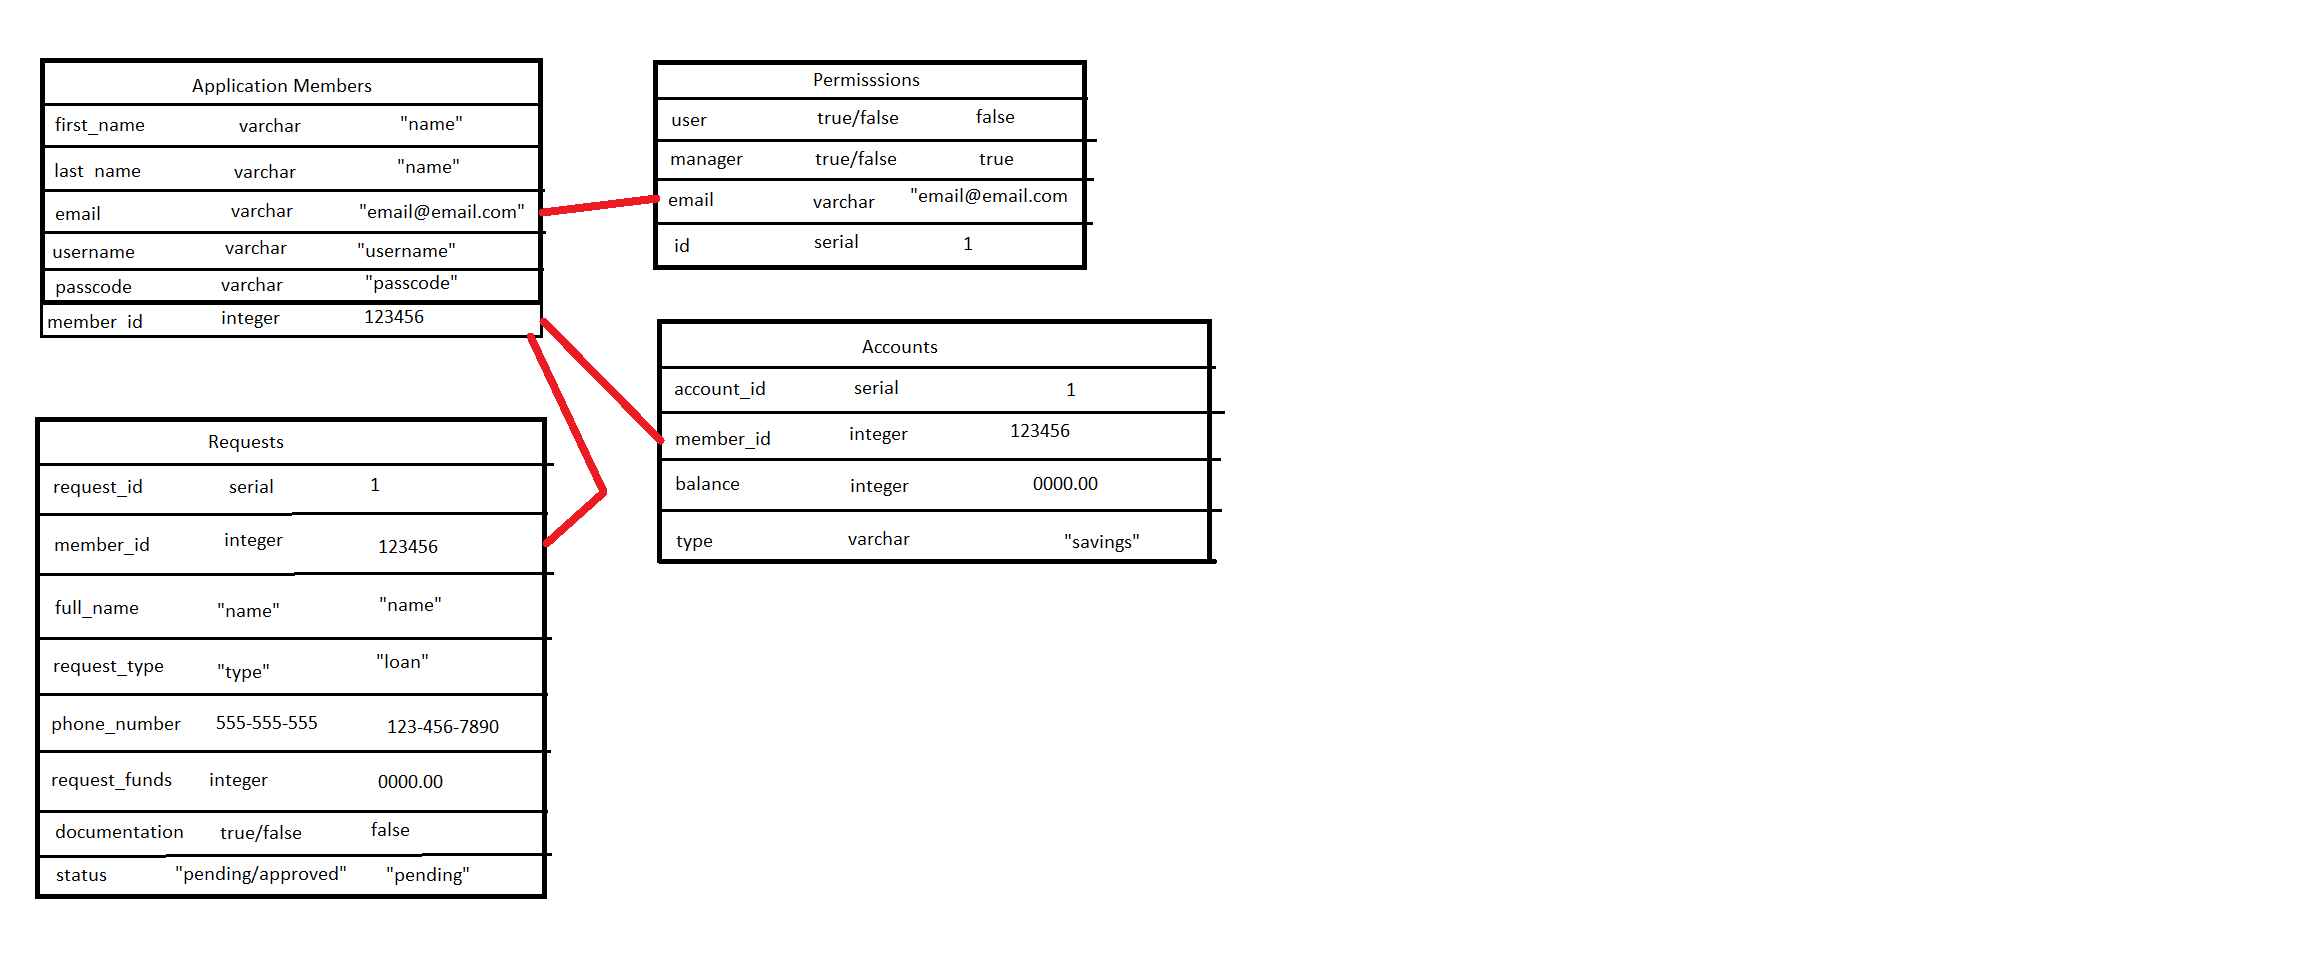 Application Members
first_name varchar "name"
last name varchar "name"
email varchar "email@email.com"
username varchar "username"
passcode varchar "passcode"
member id integer 123456
Permisssions
user true/false false
manager true/false true
email varchar "email@email.com
id serial 1
Accounts
account_id serial 1
member_id integer 123456
balance integer 0000.00
type varchar "savings"
Requests
request_id serial 1
member_id integer 123456
full_name "name" "name"
request_type "type" "loan"
phone_number 555-555-555 123-456-7890
request_funds integer 0000.00
documentation true/false false
status "pending/approved" "pending"